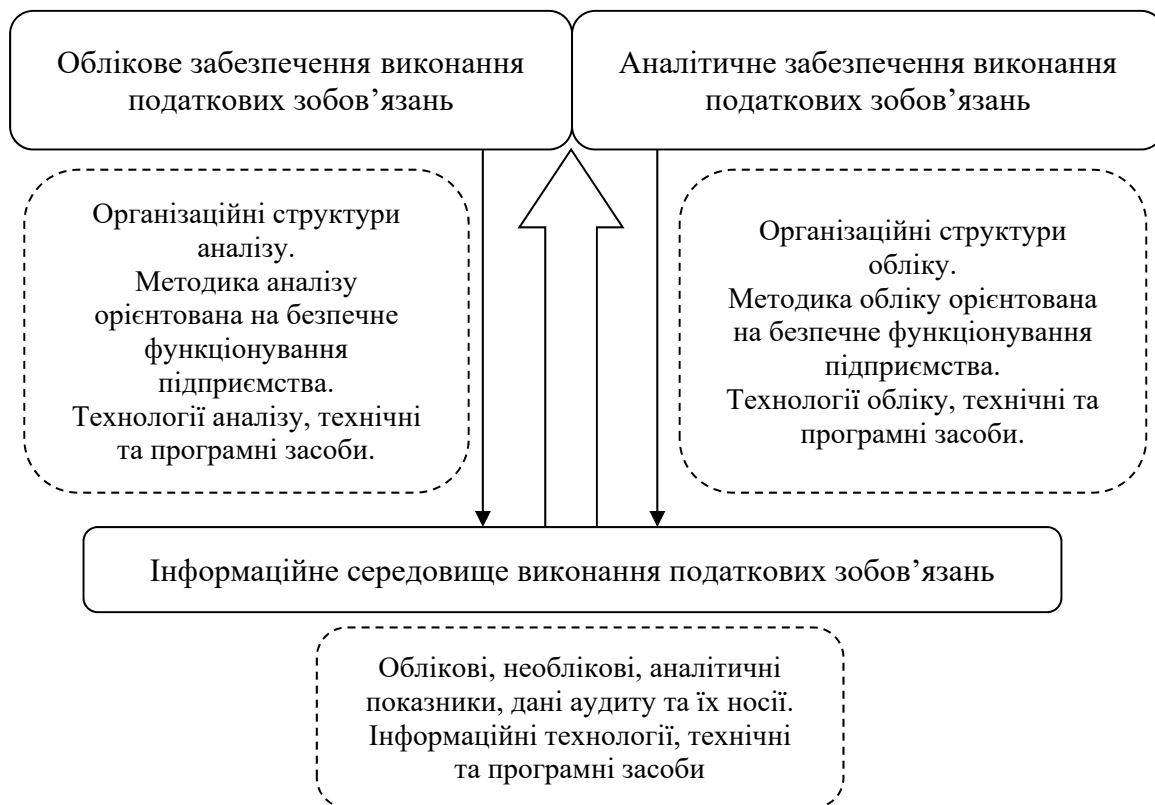 Облікове забезпечення виконання
податкових зобов’язань
Аналітичне забезпечення виконання
податкових зобов’язань
Організаційні структури
аналізу.
Методика аналізу
орієнтована на безпечне
функціонування
підприємства.
Технології аналізу, технічні
та програмні засоби.
Організаційні структури
обліку.
Методика обліку орієнтована
на безпечне функціонування
підприємства.
Технології обліку, технічні та
програмні засоби.
Інформаційне середовище виконання податкових зобов’язань
Облікові, необлікові, аналітичні
показники, дані аудиту та їх носії.
Інформаційні технології, технічні
та програмні засоби